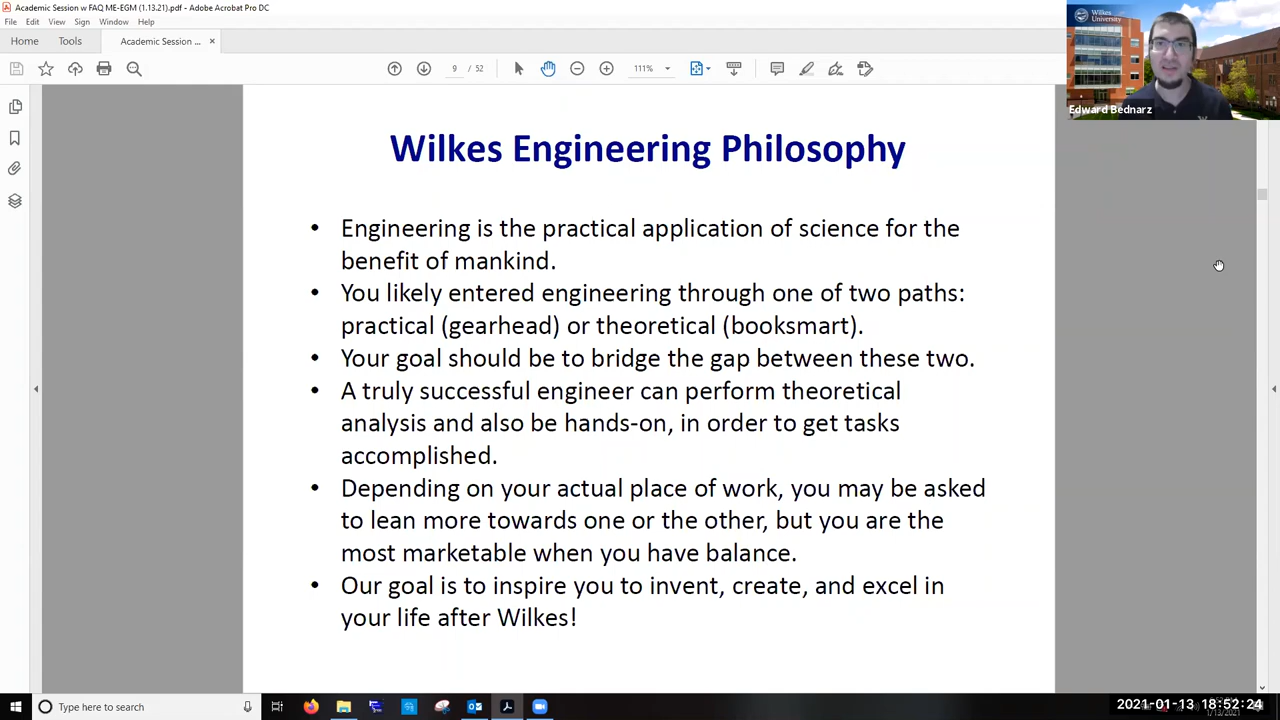 Academic Session w FAQ ME-EGM (1.13.21).pdf - Adobe Acrobat Pro DC
File Edit View Sign Window Help
Home Tools Academic Session ... ×
9 / 52 111%
Wilkes University
Edward Bednarz
Wilkes Engineering Philosophy
• Engineering is the practical application of science for the
benefit of mankind.
• You likely entered engineering through one of two paths:
practical (gearhead) or theoretical (booksmart).
• Your goal should be to bridge the gap between these two.
• A truly successful engineer can perform theoretical
analysis and also be hands-on, in order to get tasks
accomplished.
• Depending on your actual place of work, you may be asked
to lean more towards one or the other, but you are the
most marketable when you have balance.
• Our goal is to inspire you to invent, create, and excel in
your life after Wilkes!
Type here to search
2021-01-13 18:52:24